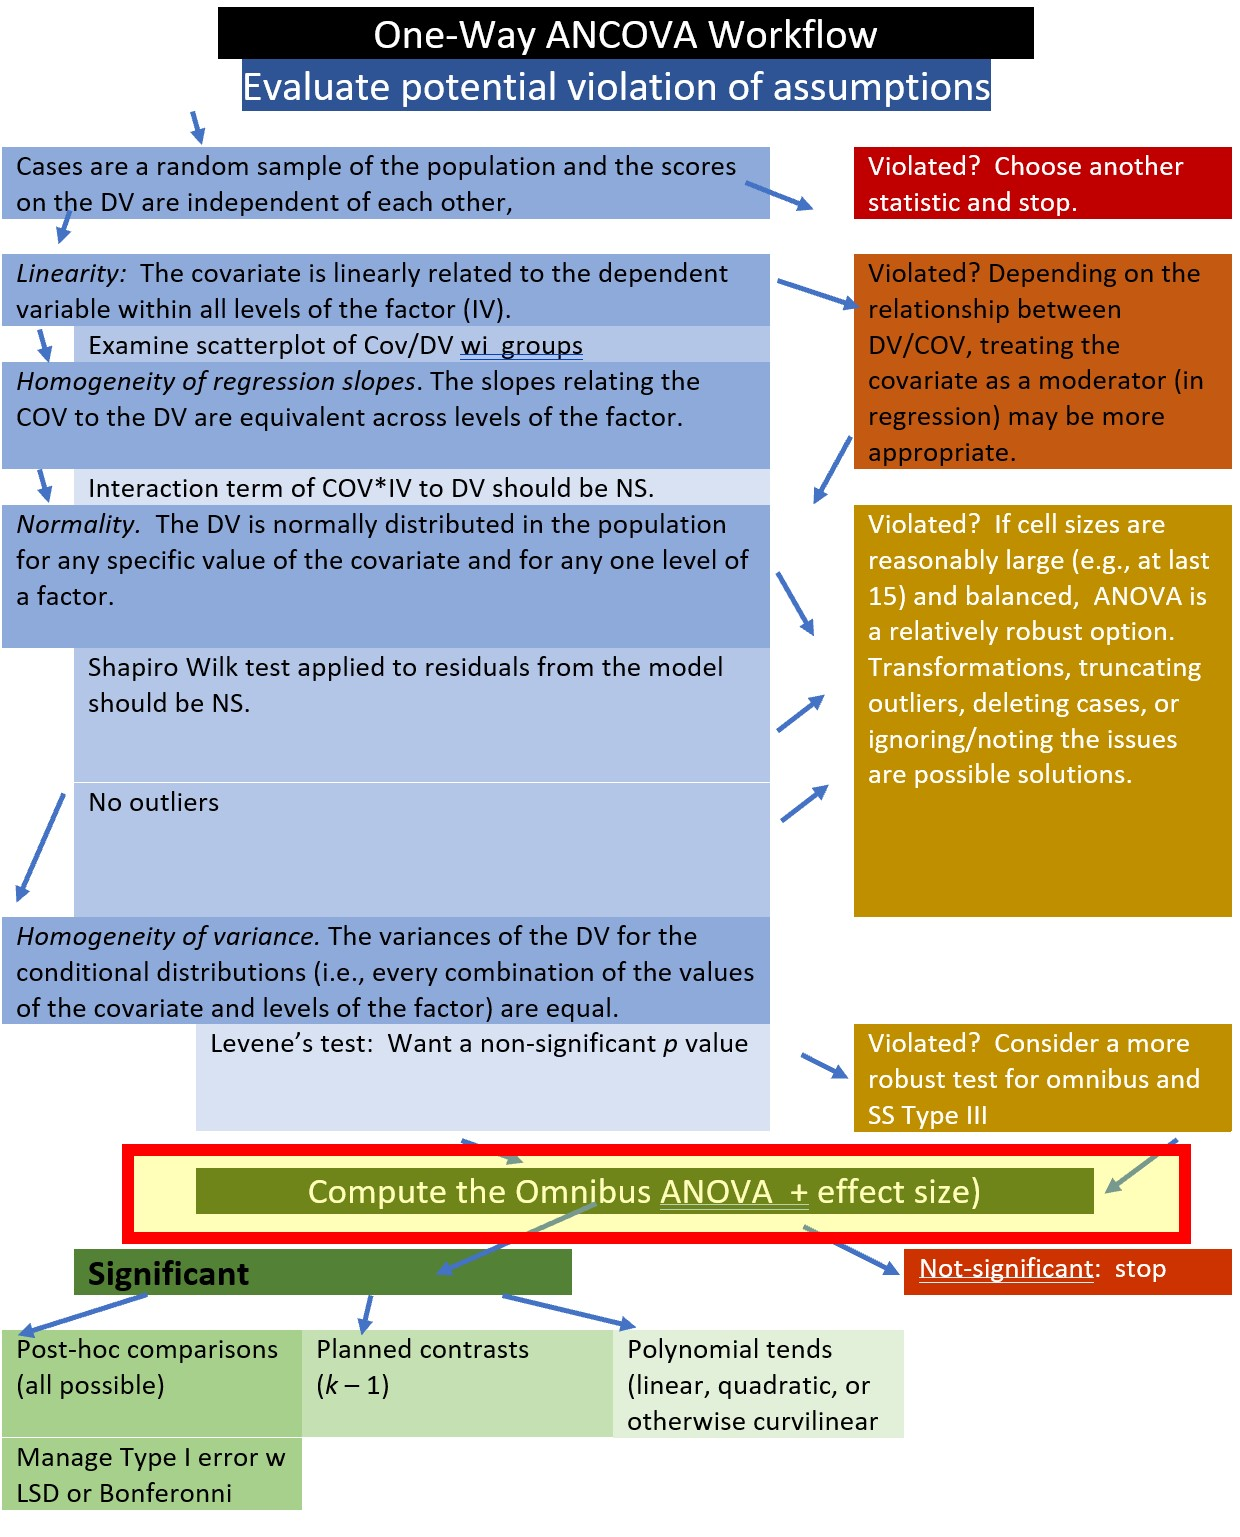 One-Way ANCOVA Workflow
Evaluate potential violation of assumptions
Cases are a random sample of the population and the scores
on the DV are independent of each other,
Violated?  Choose another
statistic and stop.
Linearity:  The covariate is linearly related to the dependent
variable within all levels of the factor (IV).
Examine scatterplot of Cov/DV wi  groups
Violated? Depending on the
relationship between
DV/COV, treating the
covariate as a moderator (in
regression) may be more
appropriate.
Homogeneity of regression slopes. The slopes relating the
COV to the DV are equivalent across levels of the factor.
Interaction term of COV*IV to DV should be NS.
Normality.  The DV is normally distributed in the population
for any specific value of the covariate and for any one level of
a factor.
Violated?  If cell sizes are
reasonably large (e.g., at last
15) and balanced,  ANOVA is
a relatively robust option.
Transformations, truncating
outliers, deleting cases, or
ignoring/noting the issues
are possible solutions.
Shapiro Wilk test applied to residuals from the model
should be NS.
No outliers
Homogeneity of variance. The variances of the DV for the
conditional distributions (i.e., every combination of the values
of the covariate and levels of the factor) are equal.
Levene’s test:  Want a non-significant p value
Violated?  Consider a more
robust test for omnibus and
SS Type III
Compute the Omnibus ANOVA  + effect size)
Significant
Not-significant:  stop
Post-hoc comparisons
(all possible)
Planned contrasts
(k – 1)
Polynomial tends
(linear, quadratic, or
otherwise curvilinear
Manage Type I error w
LSD or Bonferonni